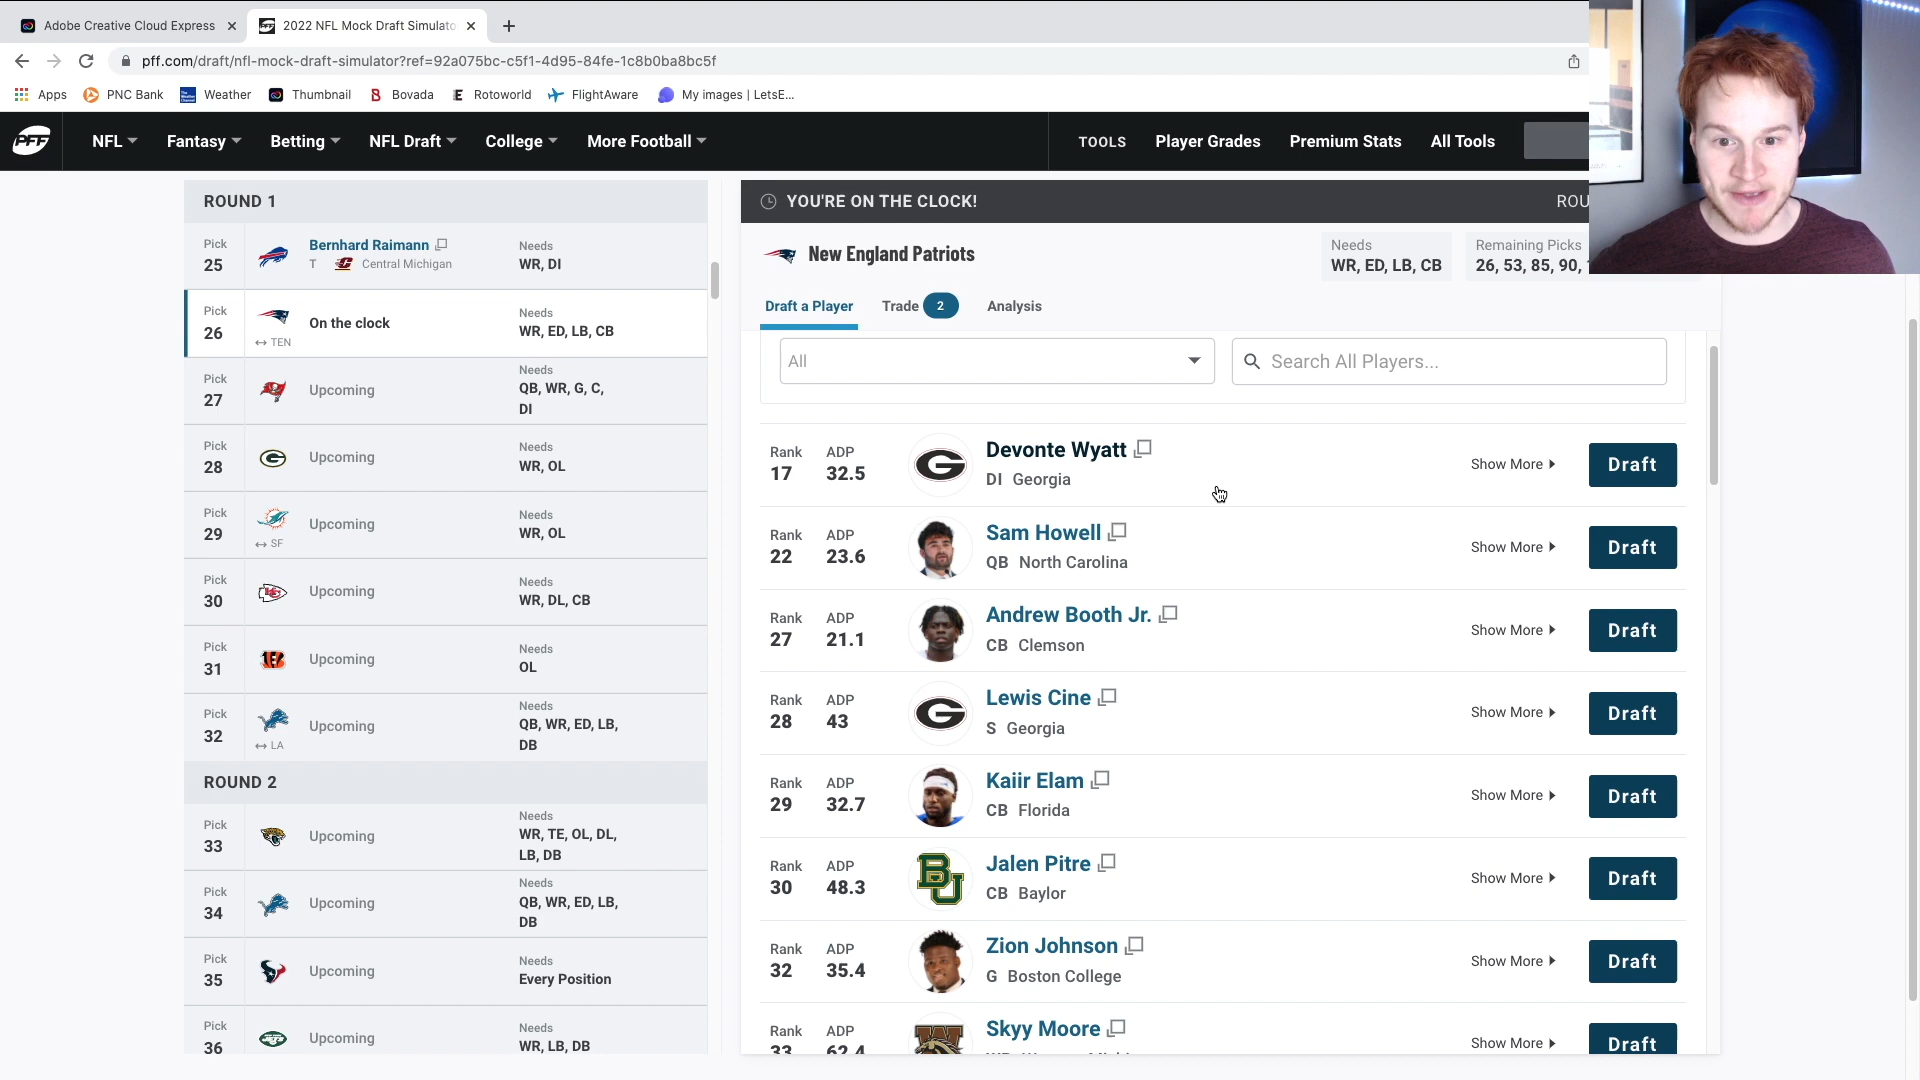 Adobe Creative Cloud Express
2022 NFL Mock Draft Simulato
pff.com/draft/nfl-mock-draft-simulator?ref=92a075bc-c5f1-4d95-84fe-1c8b0ba8bc5f
Apps PNC Bank Weather Thumbnail Bovada Rotoworld FlightAware My images | LetsE...
PFF NFL Fantasy Betting NFL Draft College More Football TOOLS Player Grades Premium Stats All Tools
ROUND 1
Pick 25
Bernhard Raimann
T Central Michigan
Needs
WR, DI
Pick 26
TEN
On the clock
Needs
WR, ED, LB, CB
Pick 27
Upcoming
Needs
QB, WR, G, C,
DI
Pick 28
Upcoming
Needs
WR, OL
Pick 29
SF
Upcoming
Needs
WR, OL
Pick 30
Upcoming
Needs
WR, DL, CB
Pick 31
Upcoming
Needs
OL
Pick 32
LA
Upcoming
Needs
QB, WR, ED, LB,
DB
ROUND 2
Pick 33
Upcoming
Needs
WR, TE, OL, DL,
LB, DB
Pick 34
Upcoming
Needs
QB, WR, ED, LB,
DB
Pick 35
Upcoming
Needs
Every Position
Pick 36
Upcoming
Needs
WR, LB, DB
YOU'RE ON THE CLOCK! ROU
New England Patriots
Needs
WR, ED, LB, CB
Remaining Picks
26, 53, 85, 90,
Draft a Player Trade 2 Analysis
All
Search All Players...
Rank 17
ADP 32.5
Devonte Wyatt
DI Georgia
Show More
Draft
Rank 22
ADP 23.6
Sam Howell
QB North Carolina
Show More
Draft
Rank 27
ADP 21.1
Andrew Booth Jr.
CB Clemson
Show More
Draft
Rank 28
ADP 43
Lewis Cine
S Georgia
Show More
Draft
Rank 29
ADP 32.7
Kaiir Elam
CB Florida
Show More
Draft
Rank 30
ADP 48.3
Jalen Pitre
CB Baylor
Show More
Draft
Rank 32
ADP 35.4
Zion Johnson
G Boston College
Show More
Draft
Rank 33
ADP 62.4
Skyy Moore
Show More
Draft